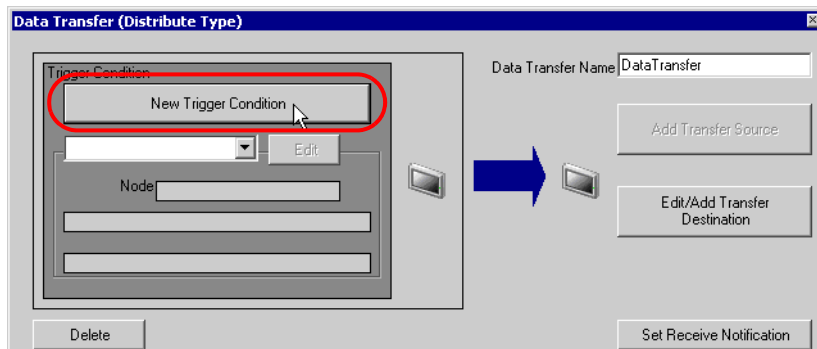 Data Transfer (Distribute Type)
Trigger Condition
New Trigger Condition
Edit
Node
Data Transfer Name DataTransfer
Add Transfer Source
Edit/Add Transfer
Destination
Delete
Set Receive Notification